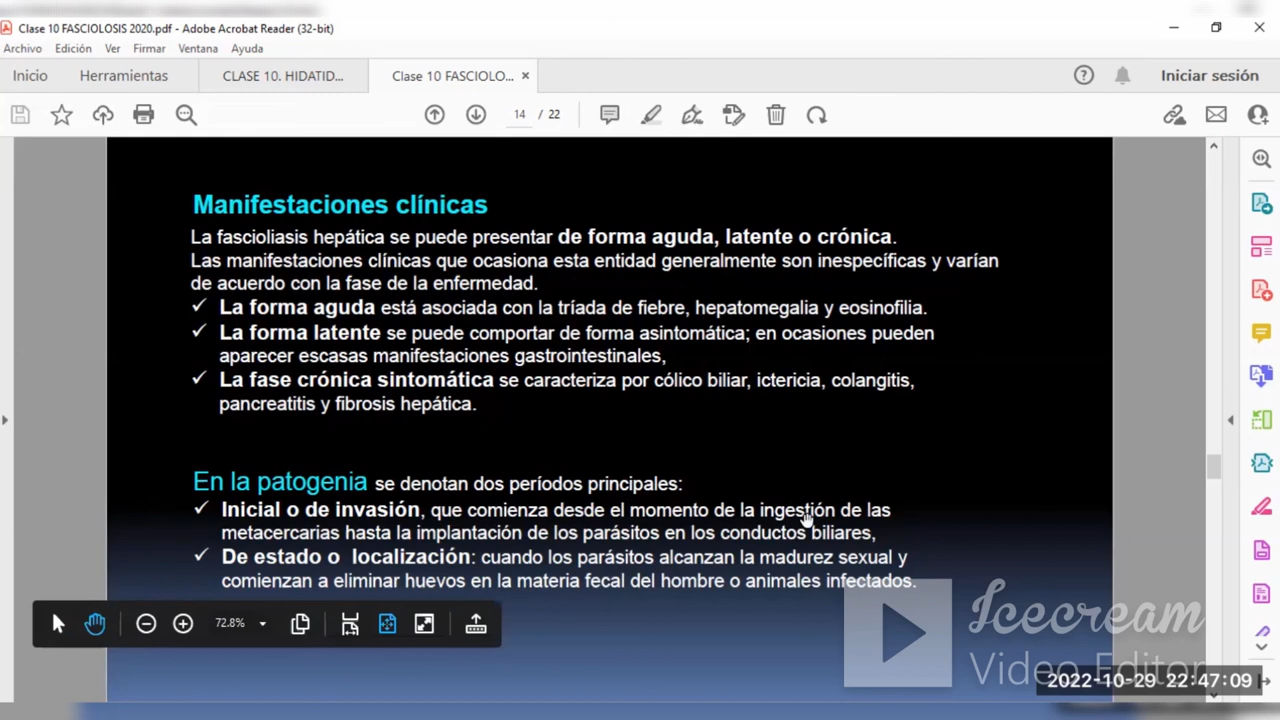 Clase 10 FASCIOLOSIS 2020.pdf - Adobe Acrobat Reader (32-bit)
Archivo Edición Ver Firmar Ventana Ayuda
Inicio Herramientas CLASE 10. HIDATID... Clase 10 FASCIOLO... × Iniciar sesión
14 / 22
Manifestaciones clínicas
La fascioliasis hepática se puede presentar de forma aguda, latente o crónica.
Las manifestaciones clínicas que ocasiona esta entidad generalmente son inespecíficas y varían
de acuerdo con la fase de la enfermedad.
✓ La forma aguda está asociada con la tríada de fiebre, hepatomegalia y eosinofilia.
✓ La forma latente se puede comportar de forma asintomática; en ocasiones pueden
aparecer escasas manifestaciones gastrointestinales,
✓ La fase crónica sintomática se caracteriza por cólico biliar, ictericia, colangitis,
pancreatitis y fibrosis hepática.
En la patogenia se denotan dos períodos principales:
✓ Inicial o de invasión, que comienza desde el momento de la ingestión de las
metacercarias hasta la implantación de los parásitos en los conductos biliares,
✓ De estado o localización: cuando los parásitos alcanzan la madurez sexual y
comienzan a eliminar huevos en la materia fecal del hombre o animales infectados.
72.8%
Icecream
Video Editor
2022-10-29 22:47:09